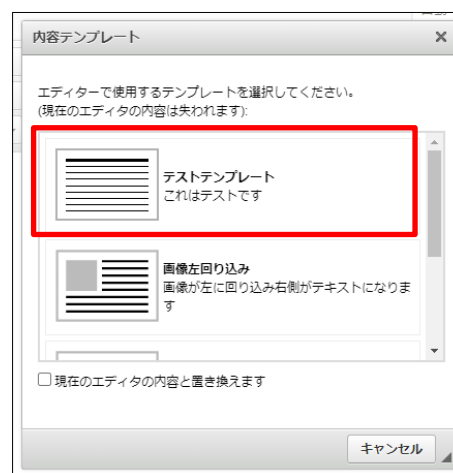 内容テンプレート
エディターで使用するテンプレートを選択してください。
(現在のエディタの内容は失われます):
テストテンプレート
これはテストです
画像左回り込み
画像が左に回り込み右側がテキストになりま
す
現在のエディタの内容と置き換えます
キャンセル